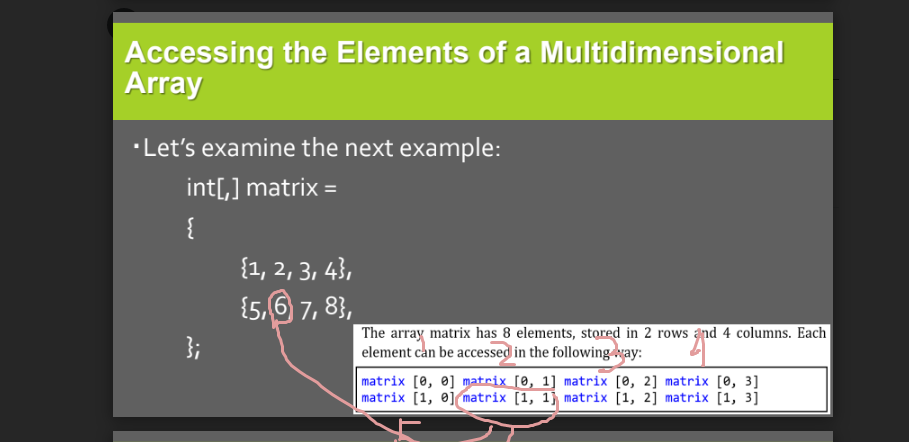 Accessing the Elements of a Multidimensional
Array
▪Let’s examine the next example:
int[,] matrix =
{
{1, 2, 3, 4},
{5, 6, 7, 8},
};
The array matrix has 8 elements, stored in 2 rows and 4 columns. Each
element can be accessed in the following way:
1 2 3 4
matrix [0, 0] matrix [0, 1] matrix [0, 2] matrix [0, 3]
matrix [1, 0] matrix [1, 1] matrix [1, 2] matrix [1, 3]
5